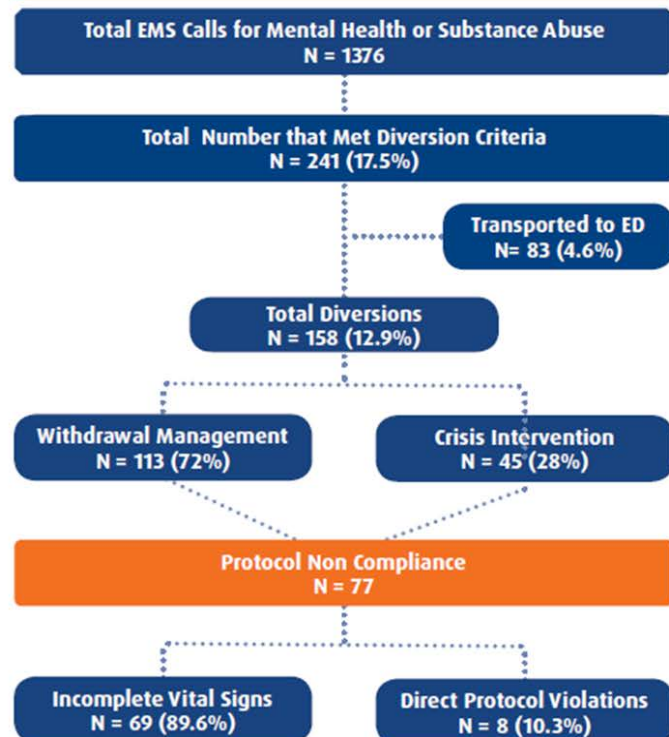 Total EMS Calls for Mental Health or Substance Abuse
N = 1376
Total Number that Met Diversion Criteria
N = 241 (17.5%)
Transported to ED
N= 83 (4.6%)
Total Diversions
N = 158 (12.9%)
Withdrawal Management
N = 113 (72%)
Crisis Intervention
N = 45 (28%)
Protocol Non Compliance
N = 77
Incomplete Vital Signs
N = 69 (89.6%)
Direct Protocol Violations
N = 8 (10.3%)